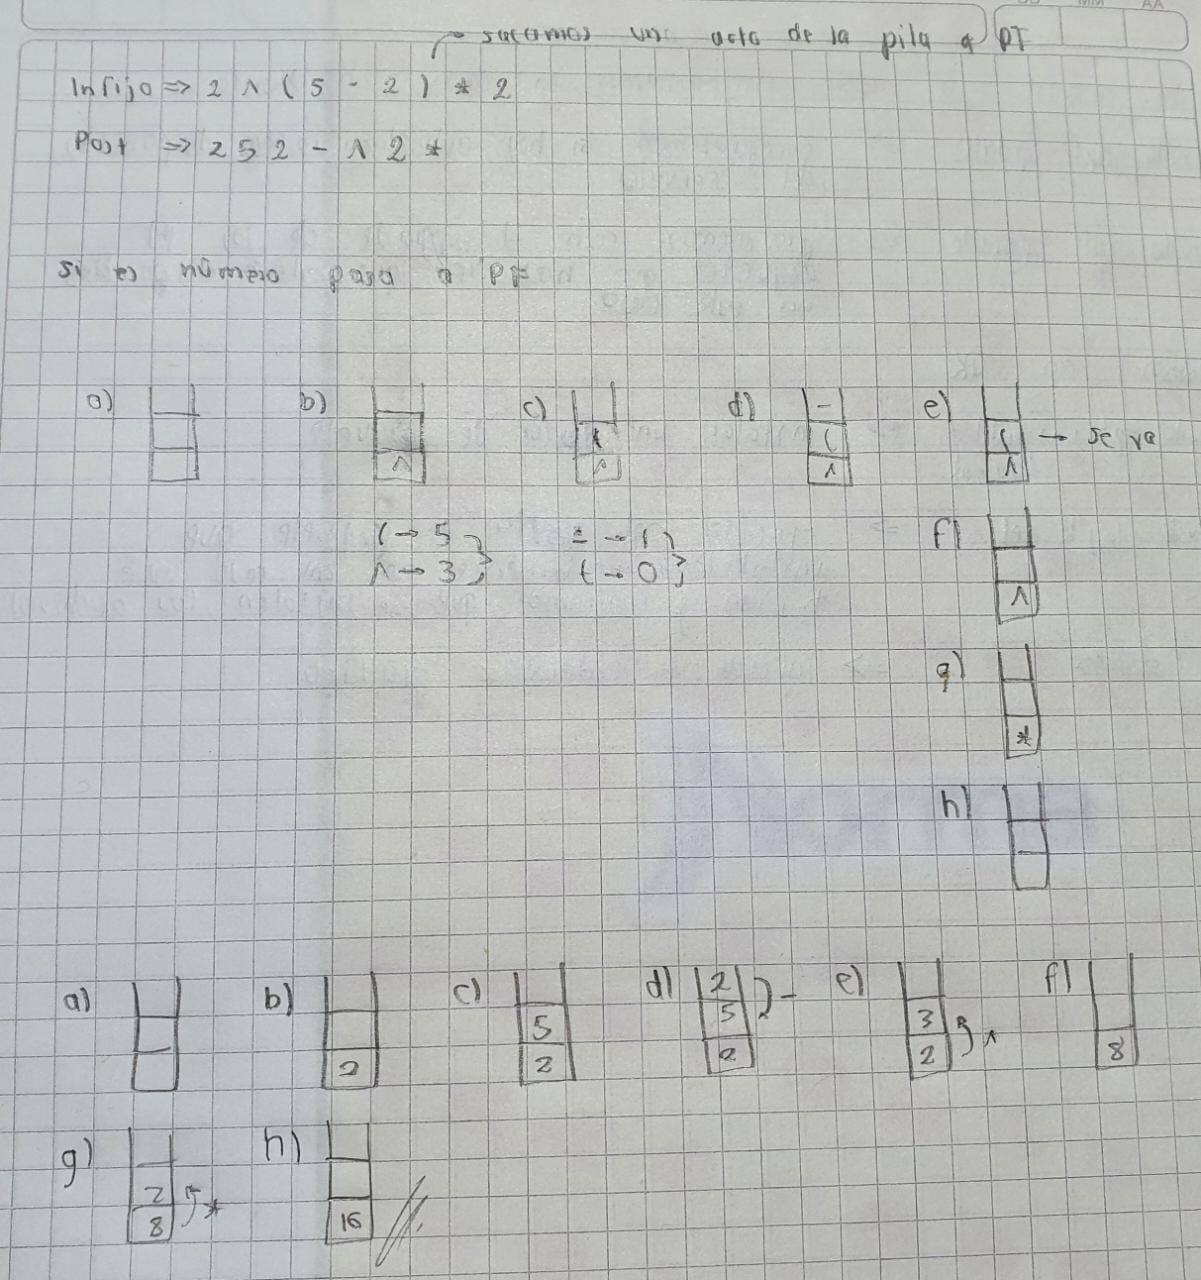 sacamos un acto de la pila a PT
Infijo => 2 ^ ( 5 - 2 ) * 2
Post => 2 5 2 - ^ 2 *
si es número pasa a PF
a) b) ^ c) ( ^ d) - ( ^ e) ( ^ → se va
( → 5 - → 1
^ → 3 ( → 0
f) ^
g) *
h)
a) b) 2 c) 5 2 d) 2 5 2 - e) 3 2 ^ f) 8
g) 2 8 * h) 16